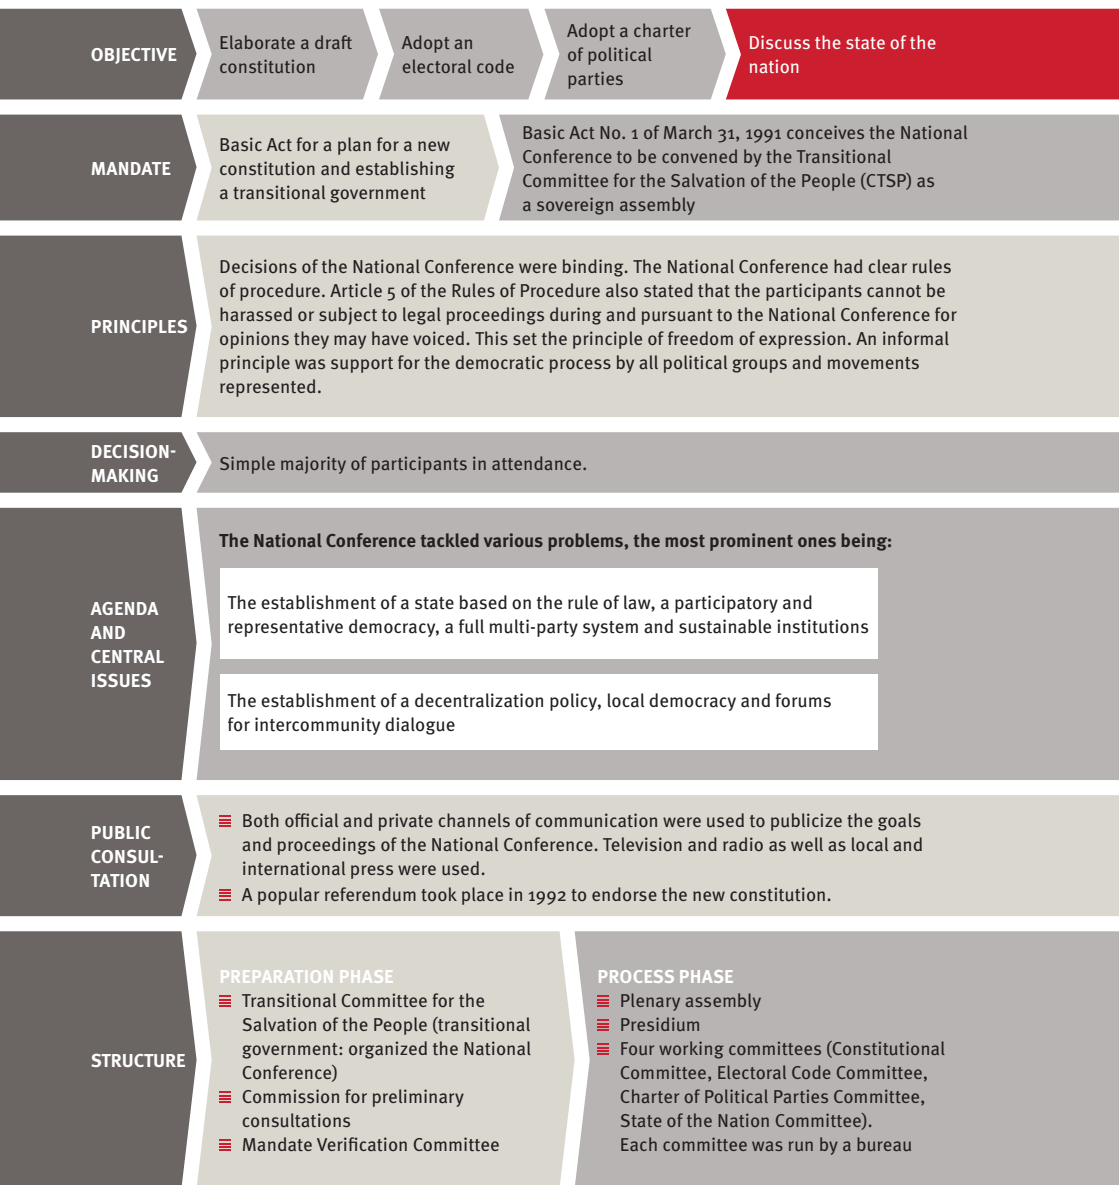 OBJECTIVE
Elaborate a draft
constitution
Adopt an
electoral code
Adopt a charter
of political
parties
Discuss the state of the
nation
MANDATE
Basic Act for a plan for a new
constitution and establishing
a transitional government
Basic Act No. 1 of March 31, 1991 conceives the National
Conference to be convened by the Transitional
Committee for the Salvation of the People (CTSP) as
a sovereign assembly
PRINCIPLES
Decisions of the National Conference were binding. The National Conference had clear rules
of procedure. Article 5 of the Rules of Procedure also stated that the participants cannot be
harassed or subject to legal proceedings during and pursuant to the National Conference for
opinions they may have voiced. This set the principle of freedom of expression. An informal
principle was support for the democratic process by all political groups and movements
represented.
DECISION-
MAKING
Simple majority of participants in attendance.
AGENDA
AND
CENTRAL
ISSUES
The National Conference tackled various problems, the most prominent ones being:
The establishment of a state based on the rule of law, a participatory and
representative democracy, a full multi-party system and sustainable institutions
The establishment of a decentralization policy, local democracy and forums
for intercommunity dialogue
PUBLIC
CONSUL-
TATION
Both official and private channels of communication were used to publicize the goals
and proceedings of the National Conference. Television and radio as well as local and
international press were used.
A popular referendum took place in 1992 to endorse the new constitution.
STRUCTURE
PREPARATION PHASE
Transitional Committee for the
Salvation of the People (transitional
government: organized the National
Conference)
Commission for preliminary
consultations
Mandate Verification Committee
PROCESS PHASE
Plenary assembly
Presidium
Four working committees (Constitutional
Committee, Electoral Code Committee,
Charter of Political Parties Committee,
State of the Nation Committee).
Each committee was run by a bureau